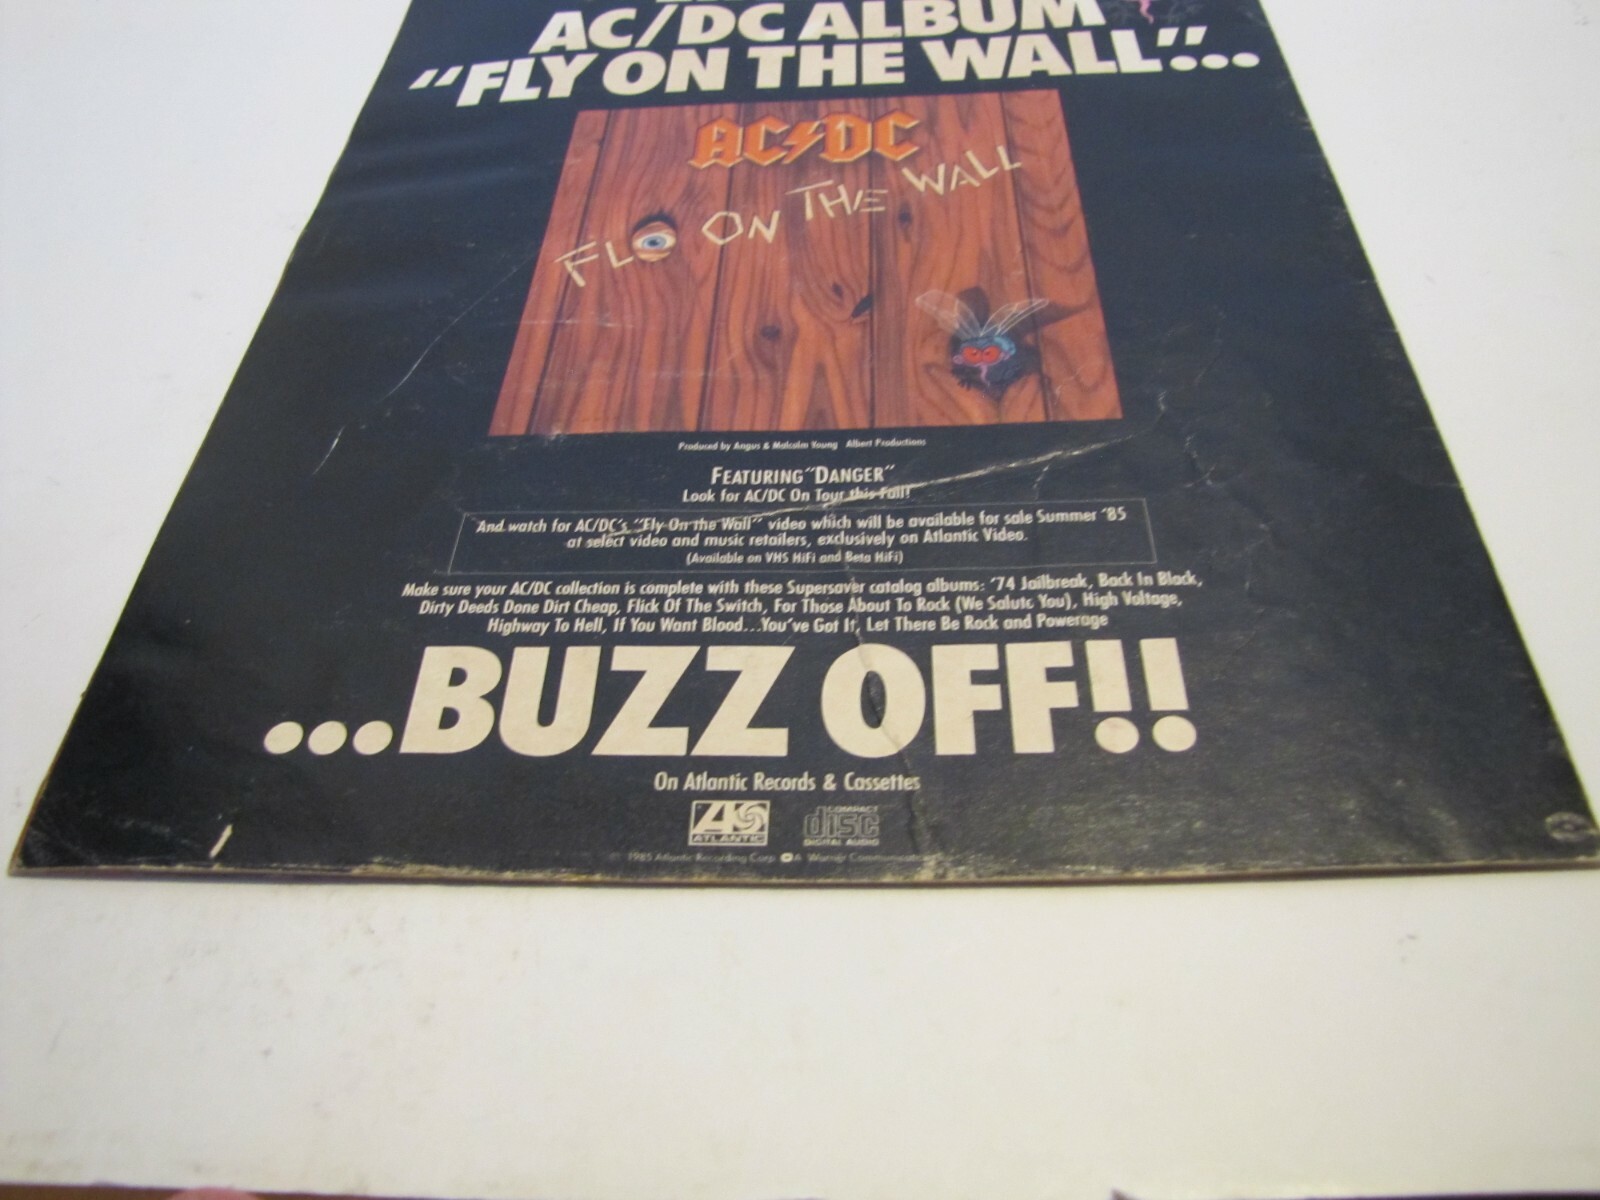 AC/DC ALBUM
"FLY ON THE WALL"...
AC DC
FL ON THE WALL
Produced by Angus & Malcolm Young Albert Productions
FEATURING "DANGER"
Look for AC/DC On Tour this Fall!
And watch for AC/DC's "Fly On the Wall" video which will be available for sale Summer '85
at select video and music retailers, exclusively on Atlantic Video.
(Available on VHS HiFi and Beta HiFi)
Make sure your AC/DC collection is complete with these Supersaver catalog albums: '74 Jailbreak, Back In Black,
Dirty Deeds Done Dirt Cheap, Flick Of The Switch, For Those About To Rock (We Salute You), High Voltage,
Highway To Hell, If You Want Blood...You've Got It, Let There Be Rock and Powerage
...BUZZ OFF!!
On Atlantic Records & Cassettes
ATLANTIC
COMPACT
disc
DIGITAL AUDIO
© 1985 Atlantic Recording Corp. A Warner Communications